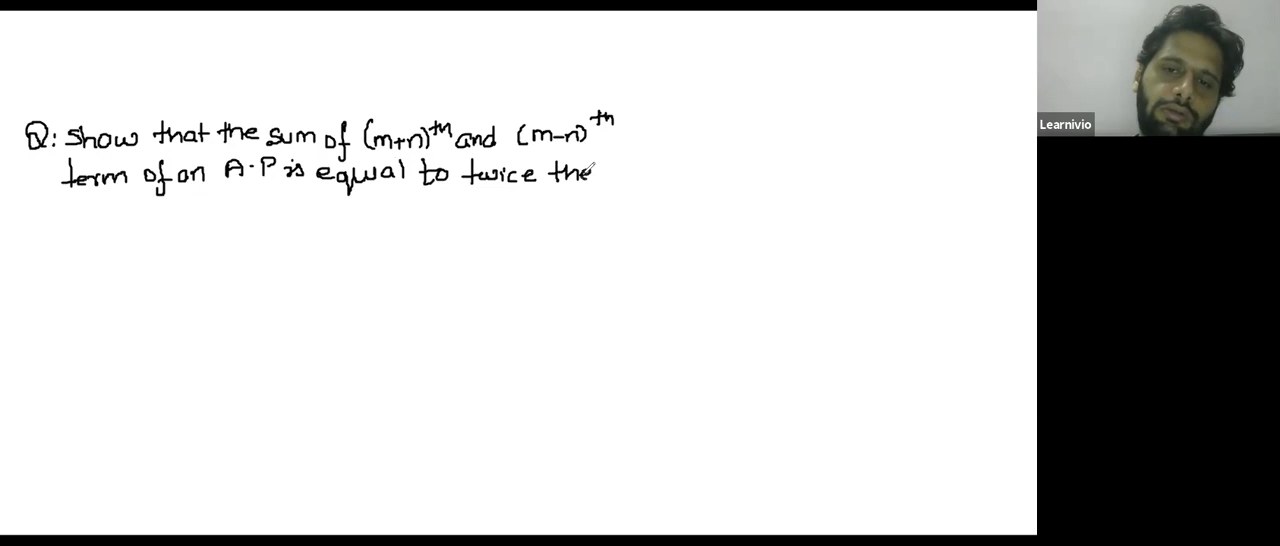 Q: Show that the sum of (m+n)th and (m-n)th
term of an A.P is equal to twice the
Learnivio